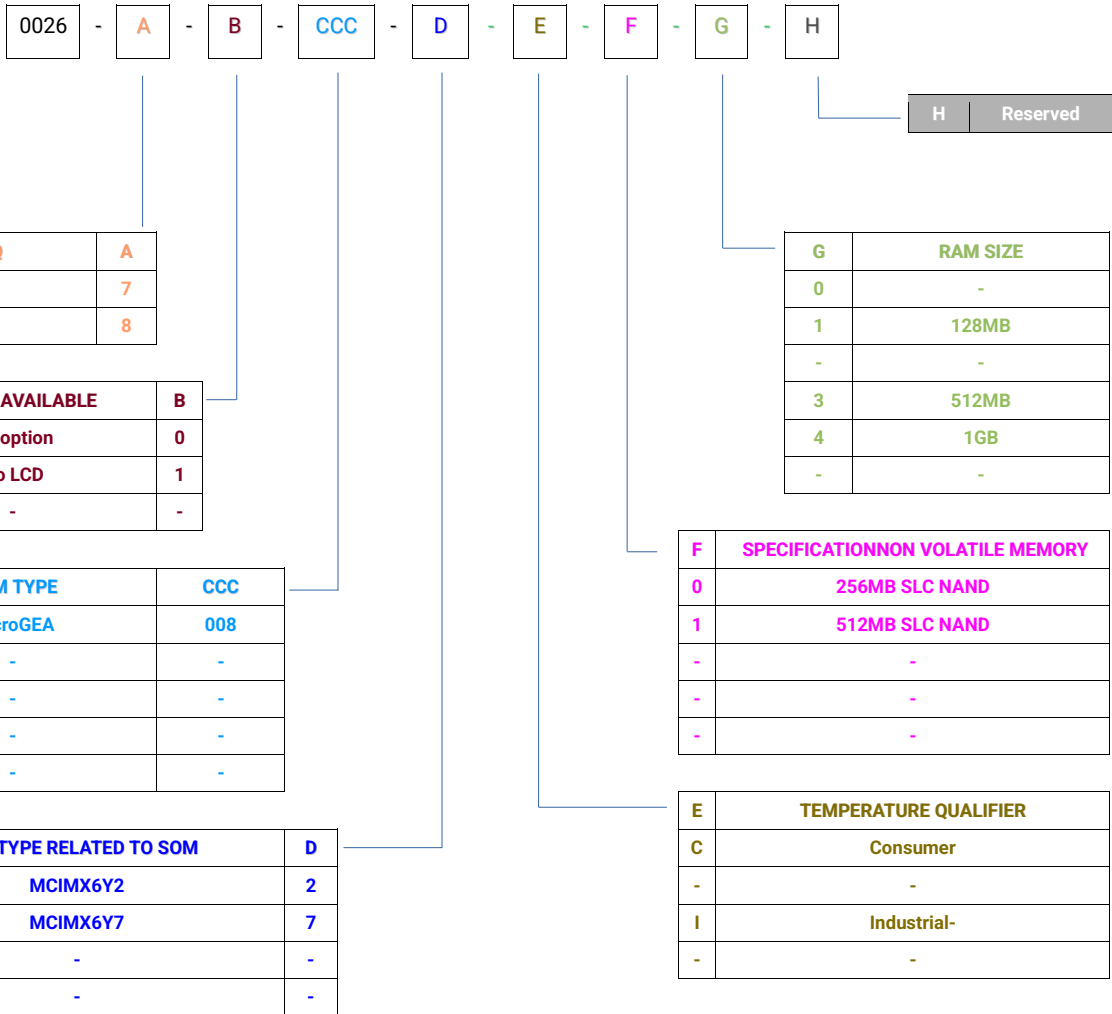 0026 - A - B - CCC - D - E - F - G - H
H Reserved
A
7
8
G RAM SIZE
0 -
1 128MB
- -
3 512MB
4 1GB
- -
AVAILABLE B
option 0
LCD 1
- -
F SPECIFICATIONNON VOLATILE MEMORY
0 256MB SLC NAND
1 512MB SLC NAND
- -
- -
- -
M TYPE CCC
croGEA 008
- -
- -
- -
- -
E TEMPERATURE QUALIFIER
C Consumer
- -
I Industrial-
- -
TYPE RELATED TO SOM D
MCIMX6Y2 2
MCIMX6Y7 7
- -
- -